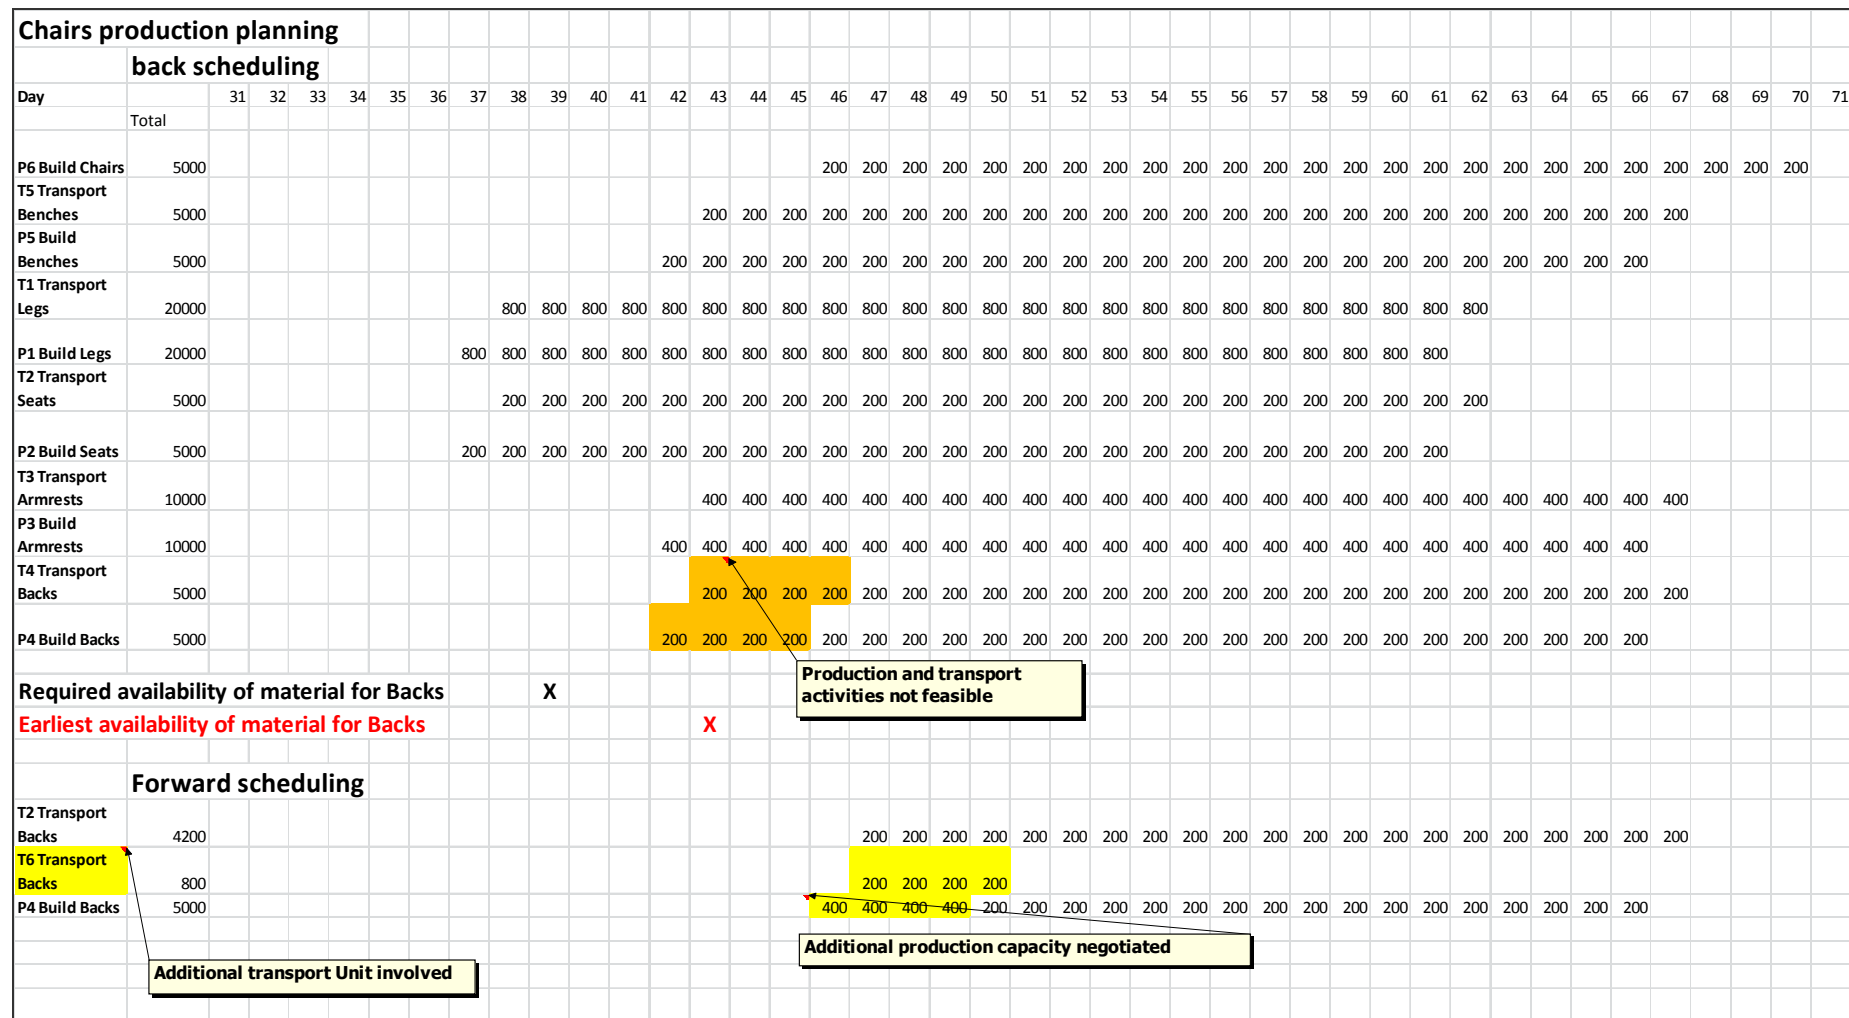 Chairs production planning
back scheduling
Day 31 32 33 34 35 36 37 38 39 40 41 42 43 44 45 46 47 48 49 50 51 52 53 54 55 56 57 58 59 60 61 62 63 64 65 66 67 68 69 70 71
Total
P6 Build Chairs 5000 200 200 200 200 200 200 200 200 200 200 200 200 200 200 200 200 200 200 200 200 200 200 200 200 200
T5 Transport
Benches 5000 200 200 200 200 200 200 200 200 200 200 200 200 200 200 200 200 200 200 200 200 200 200 200 200 200
P5 Build
Benches 5000 200 200 200 200 200 200 200 200 200 200 200 200 200 200 200 200 200 200 200 200 200 200 200 200 200
T1 Transport
Legs 20000 800 800 800 800 800 800 800 800 800 800 800 800 800 800 800 800 800 800 800 800 800 800 800 800 800
P1 Build Legs 20000 800 800 800 800 800 800 800 800 800 800 800 800 800 800 800 800 800 800 800 800 800 800 800 800 800
T2 Transport
Seats 5000 200 200 200 200 200 200 200 200 200 200 200 200 200 200 200 200 200 200 200 200 200 200 200 200 200
P2 Build Seats 5000 200 200 200 200 200 200 200 200 200 200 200 200 200 200 200 200 200 200 200 200 200 200 200 200 200
T3 Transport
Armrests 10000 400 400 400 400 400 400 400 400 400 400 400 400 400 400 400 400 400 400 400 400 400 400 400 400 400
P3 Build
Armrests 10000 400 400 400 400 400 400 400 400 400 400 400 400 400 400 400 400 400 400 400 400 400 400 400 400 400
T4 Transport
Backs 5000 200 200 200 200 200 200 200 200 200 200 200 200 200 200 200 200 200 200 200 200 200 200 200 200 200
P4 Build Backs 5000 200 200 200 200 200 200 200 200 200 200 200 200 200 200 200 200 200 200 200 200 200 200 200 200 200
Production and transport
activities not feasible
Required availability of material for Backs X
Earliest availability of material for Backs X
Forward scheduling
T2 Transport
Backs 4200 200 200 200 200 200 200 200 200 200 200 200 200 200 200 200 200 200 200 200 200 200
T6 Transport
Backs 800 200 200 200 200
P4 Build Backs 5000 400 400 400 400 200 200 200 200 200 200 200 200 200 200 200 200 200 200 200 200 200
Additional production capacity negotiated
Additional transport Unit involved